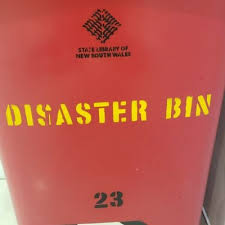 STATE LIBRARY OF
NEW SOUTH WALES
DISASTER BIN
23